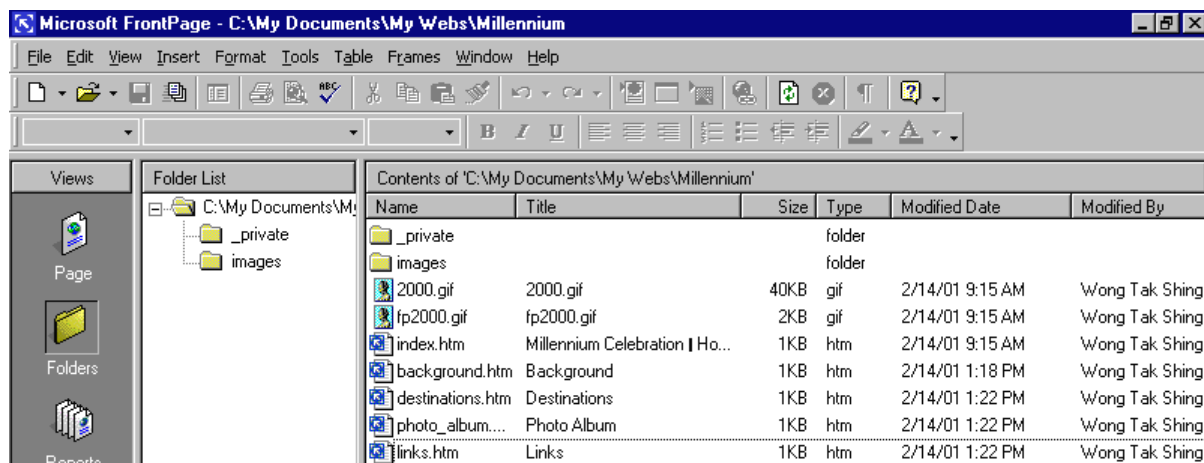 Microsoft FrontPage - C:\My Documents\My Webs\Millennium
File Edit View Insert Format Tools Table Frames Window Help
ABC
B I U A
Views
Folder List
Contents of 'C:\My Documents\My Webs\Millennium'
C:\My Documents\My
Name Title Size Type Modified Date Modified By
_private
images
_private folder
images folder
2000.gif 2000.gif 40KB gif 2/14/01 9:15 AM Wong Tak Shing
fp2000.gif fp2000.gif 2KB gif 2/14/01 9:15 AM Wong Tak Shing
index.htm Millennium Celebration | Ho... 1KB htm 2/14/01 9:15 AM Wong Tak Shing
background.htm Background 1KB htm 2/14/01 1:18 PM Wong Tak Shing
destinations.htm Destinations 1KB htm 2/14/01 1:22 PM Wong Tak Shing
photo_album.... Photo Album 1KB htm 2/14/01 1:22 PM Wong Tak Shing
links.htm Links 1KB htm 2/14/01 1:22 PM Wong Tak Shing
Page
Folders
Reports